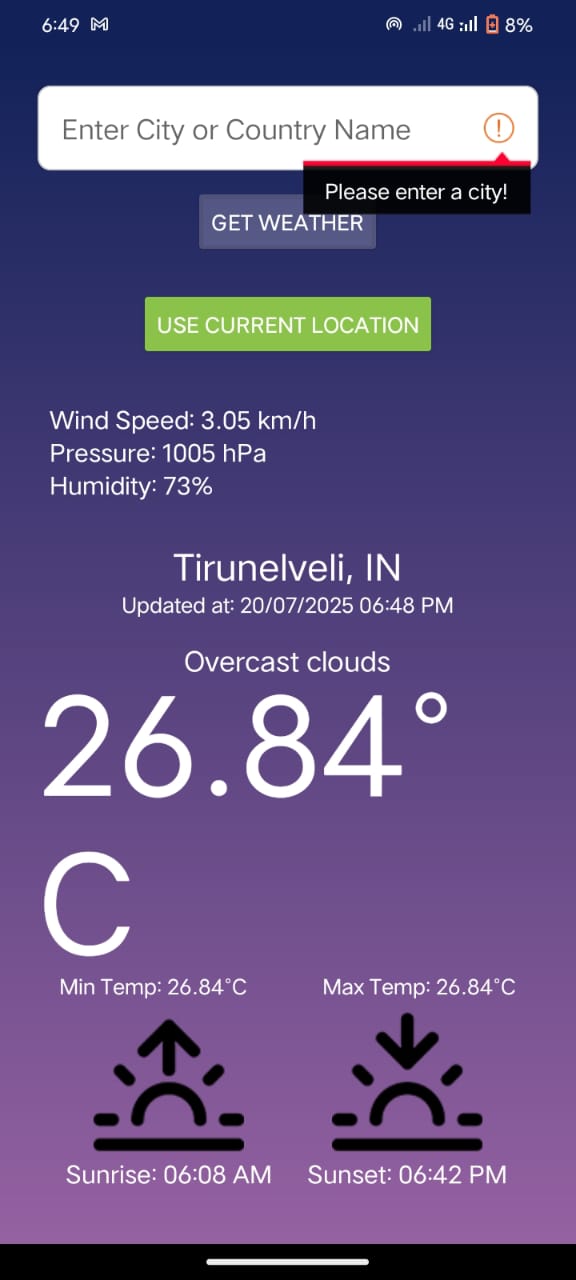 6:49 4G 8%
Enter City or Country Name
Please enter a city!
GET WEATHER
USE CURRENT LOCATION
Wind Speed: 3.05 km/h
Pressure: 1005 hPa
Humidity: 73%
Tirunelveli, IN
Updated at: 20/07/2025 06:48 PM
Overcast clouds
26.84°
C
Min Temp: 26.84°C Max Temp: 26.84°C
Sunrise: 06:08 AM Sunset: 06:42 PM